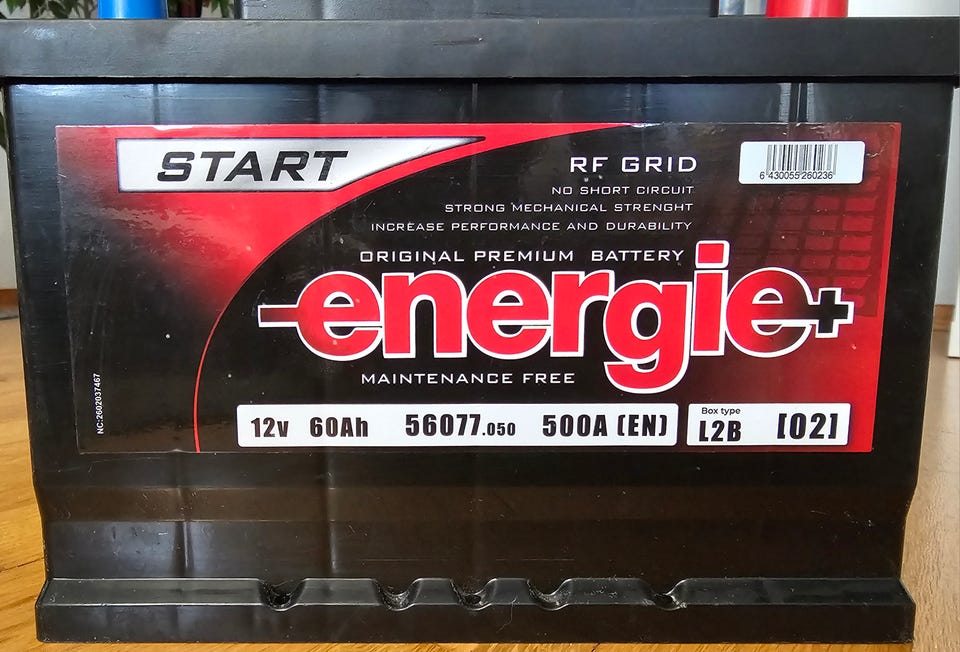 START
RF GRID
NO SHORT CIRCUIT
STRONG MECHANICAL STRENGHT
INCREASE PERFORMANCE AND DURABILITY
6 430055 260236
ORIGINAL PREMIUM BATTERY
energie+
MAINTENANCE FREE
NC:2602037467
12v 60Ah 56077.050 500A (EN)
Box type
L2B [02]